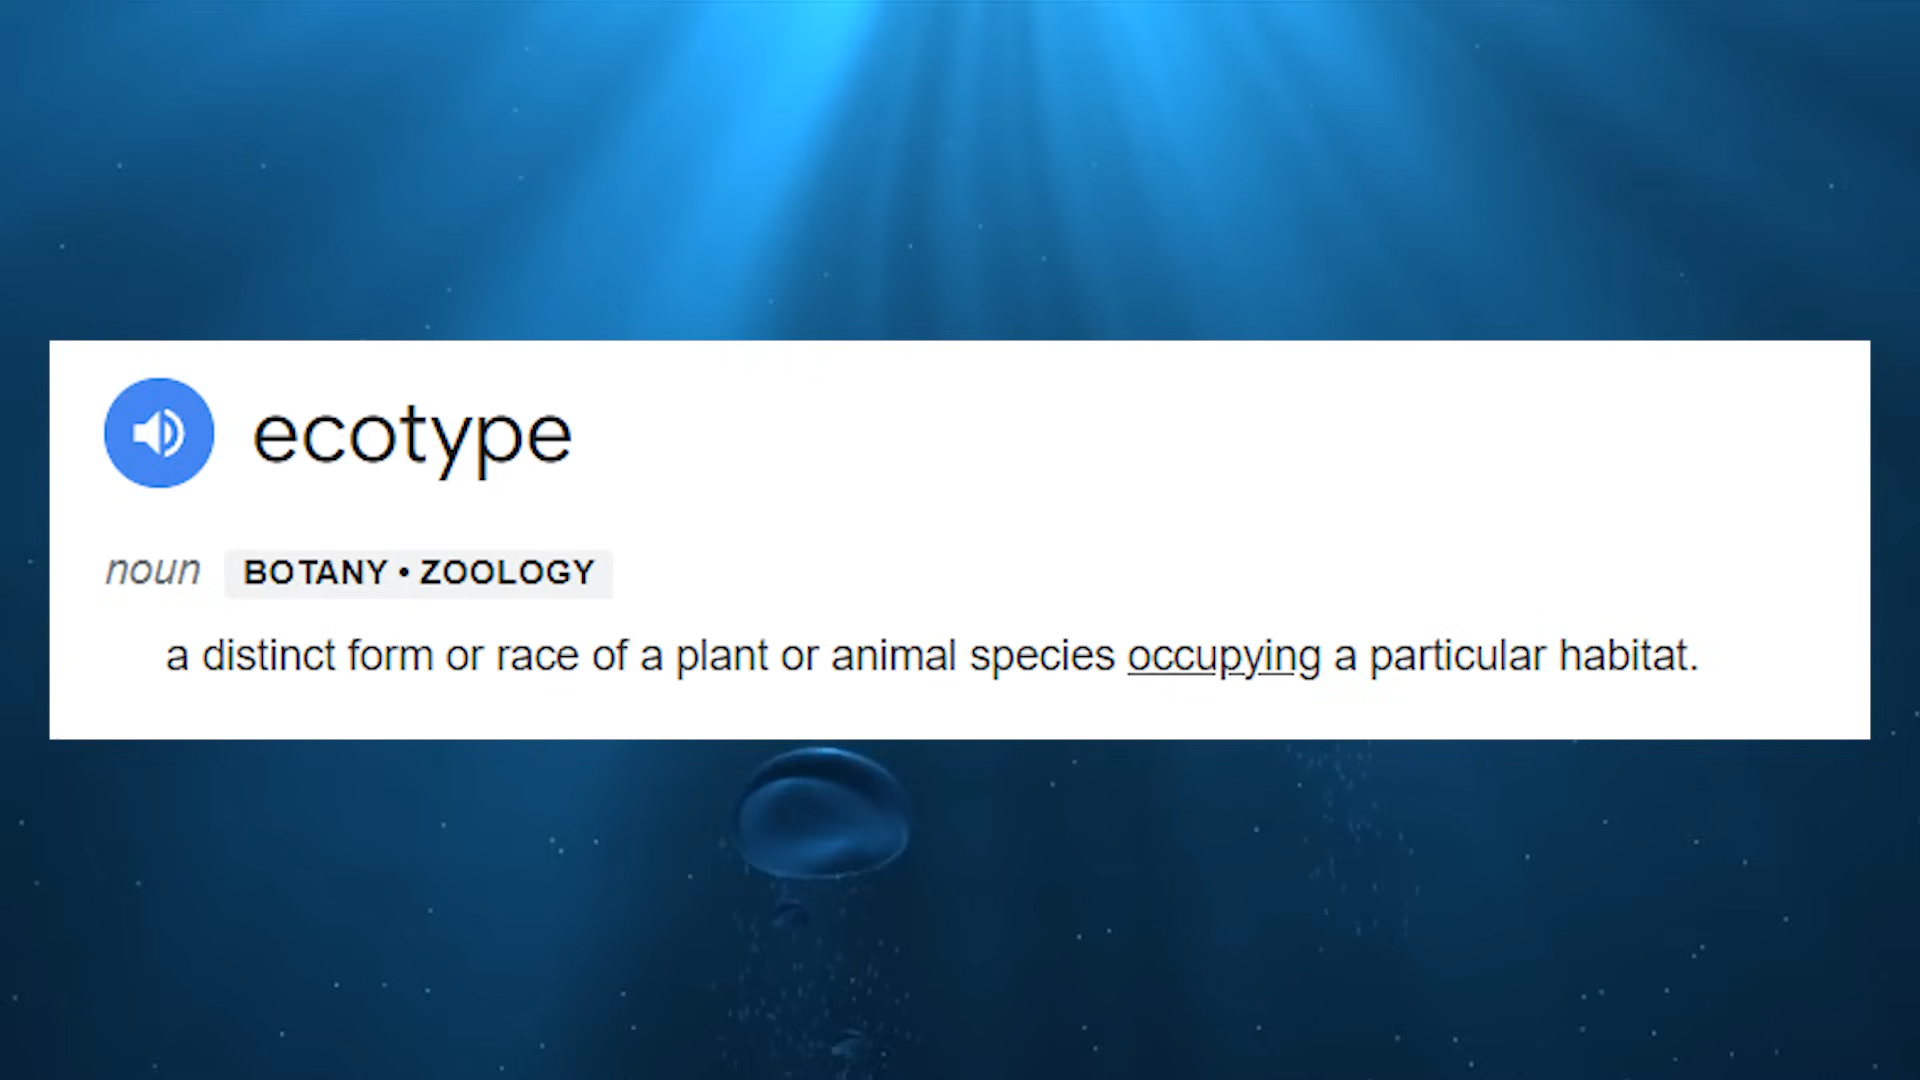 ecotype
noun BOTANY • ZOOLOGY
a distinct form or race of a plant or animal species occupying a particular habitat.